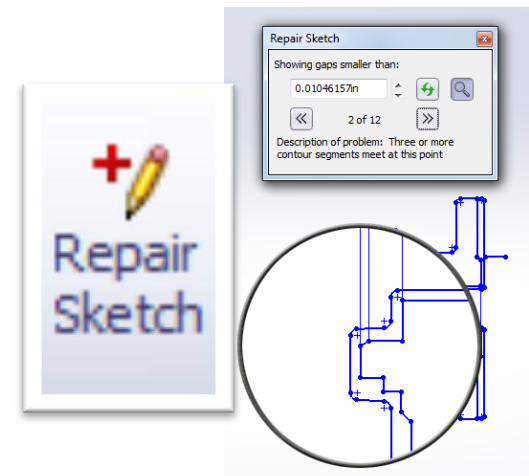 Repair
Sketch
Repair Sketch
Showing gaps smaller than:
0.01046157in
2 of 12
Description of problem: Three or more
contour segments meet at this point